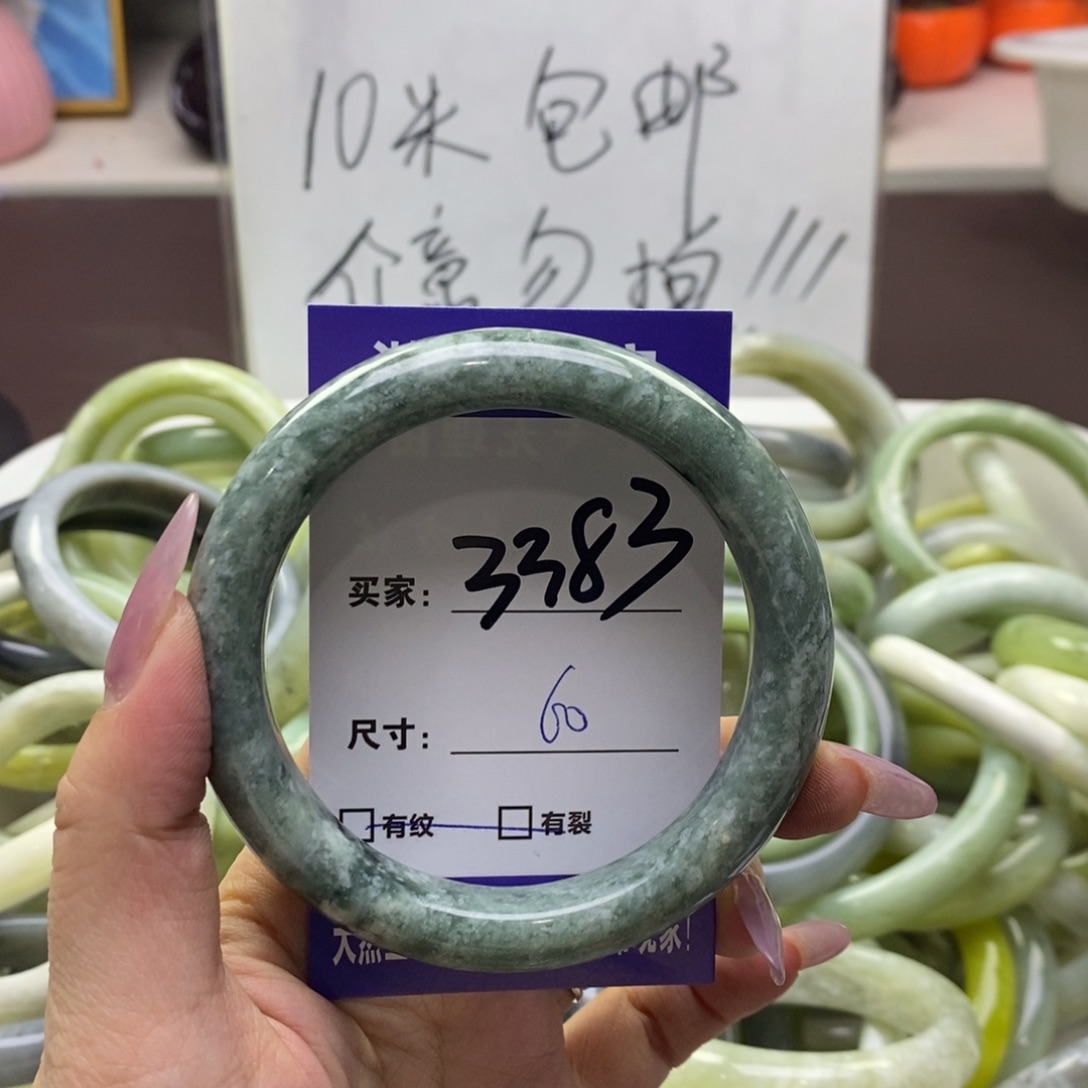 10米 包邮
介意勿拍!!!
买家: 3383
尺寸: 60
□有纹 □有裂